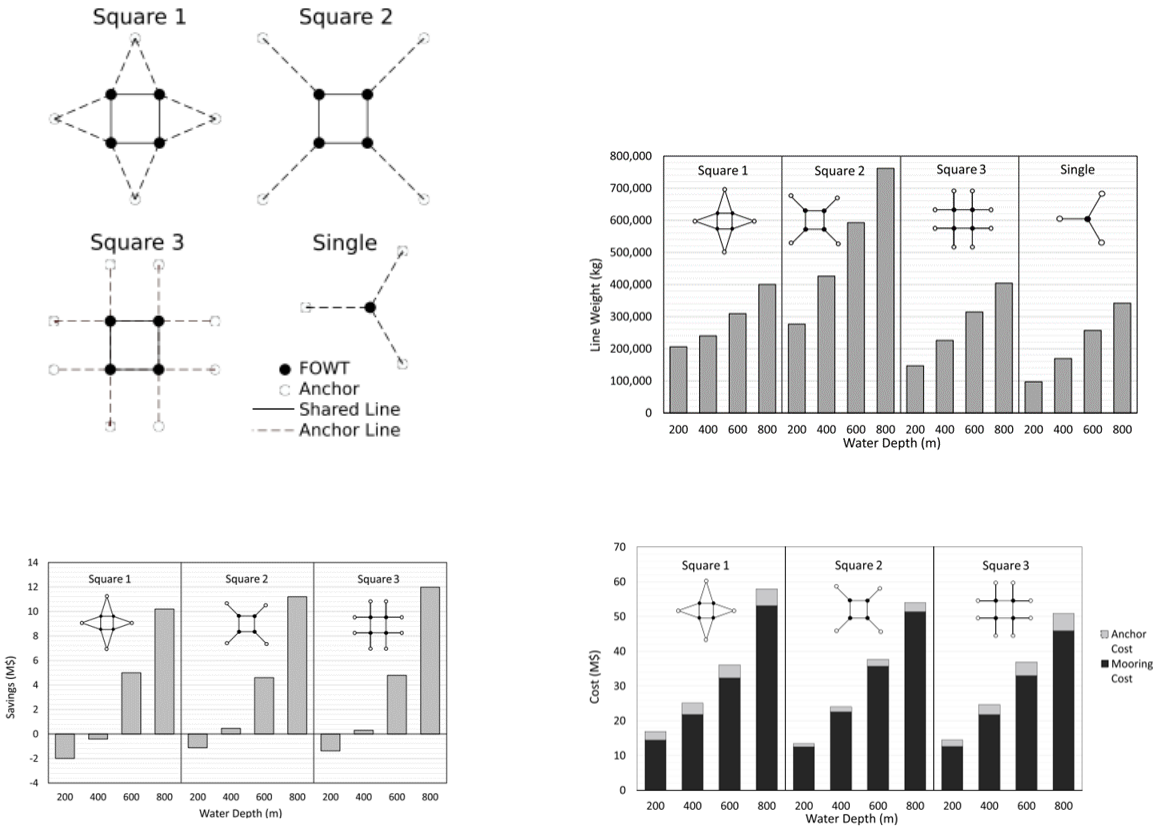 Square 1
Square 2
Square 3
Single
FOWT
Anchor
Shared Line
Anchor Line
Line Weight (kg)
800,000
700,000
600,000
500,000
400,000
300,000
200,000
100,000
0
Square 1 Square 2 Square 3 Single
200 400 600 800 200 400 600 800 200 400 600 800 200 400 600 800
Water Depth (m)
Savings (M$)
14
12
10
8
6
4
2
0
-2
-4
Square 1 Square 2 Square 3
200 400 600 800 200 400 600 800 200 400 600 800
Water Depth (m)
Cost (M$)
70
60
50
40
30
20
10
0
Square 1 Square 2 Square 3
200 400 600 800 200 400 600 800 200 400 600 800
Water Depth (m)
Anchor
Cost
Mooring
Cost